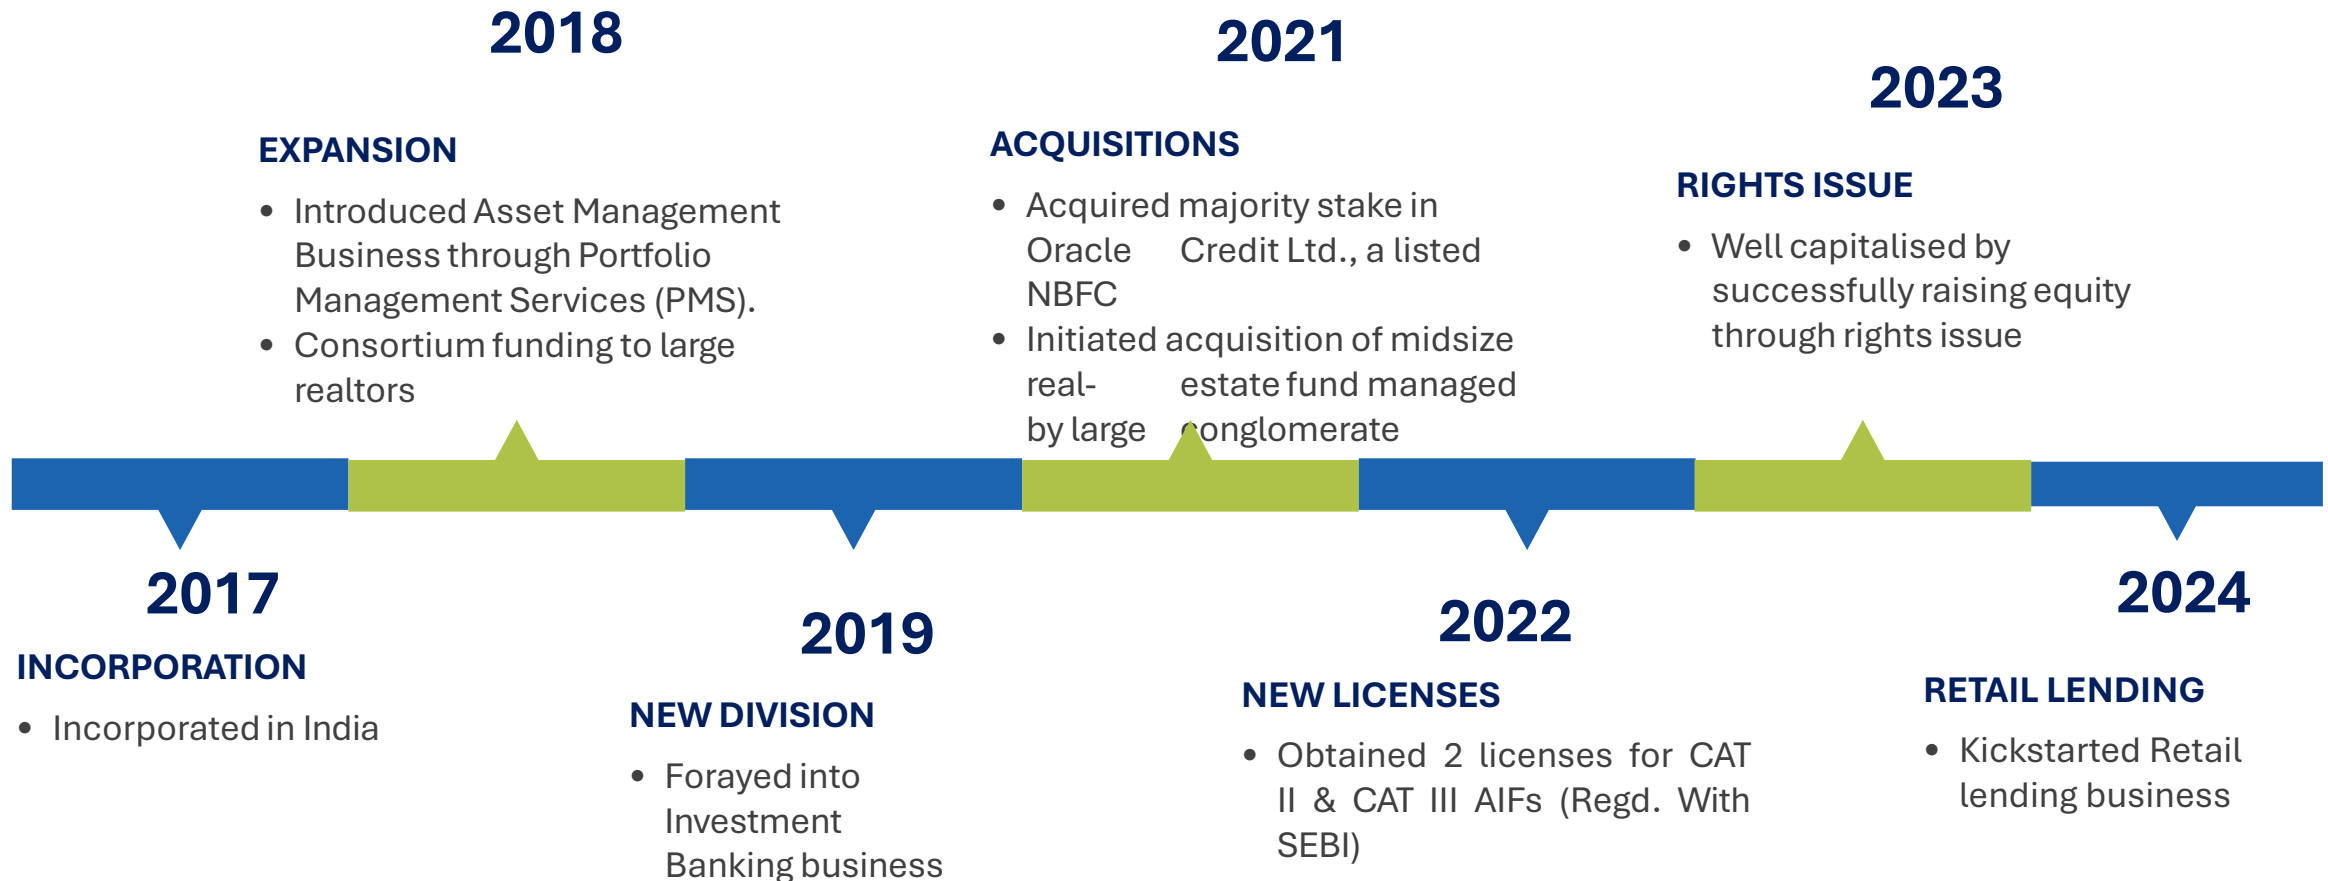 2018
EXPANSION
• Introduced Asset Management
Business through Portfolio
Management Services (PMS).
• Consortium funding to large
realtors
2021
ACQUISITIONS
• Acquired majority stake in
Oracle Credit Ltd., a listed
NBFC
• Initiated acquisition of midsize
real- estate fund managed
by large conglomerate
2023
RIGHTS ISSUE
• Well capitalised by
successfully raising equity
through rights issue
2017
INCORPORATION
• Incorporated in India
2019
NEW DIVISION
• Forayed into
Investment
Banking business
2022
NEW LICENSES
• Obtained 2 licenses for CAT
II & CAT III AIFs (Regd. With
SEBI)
2024
RETAIL LENDING
• Kickstarted Retail
lending business